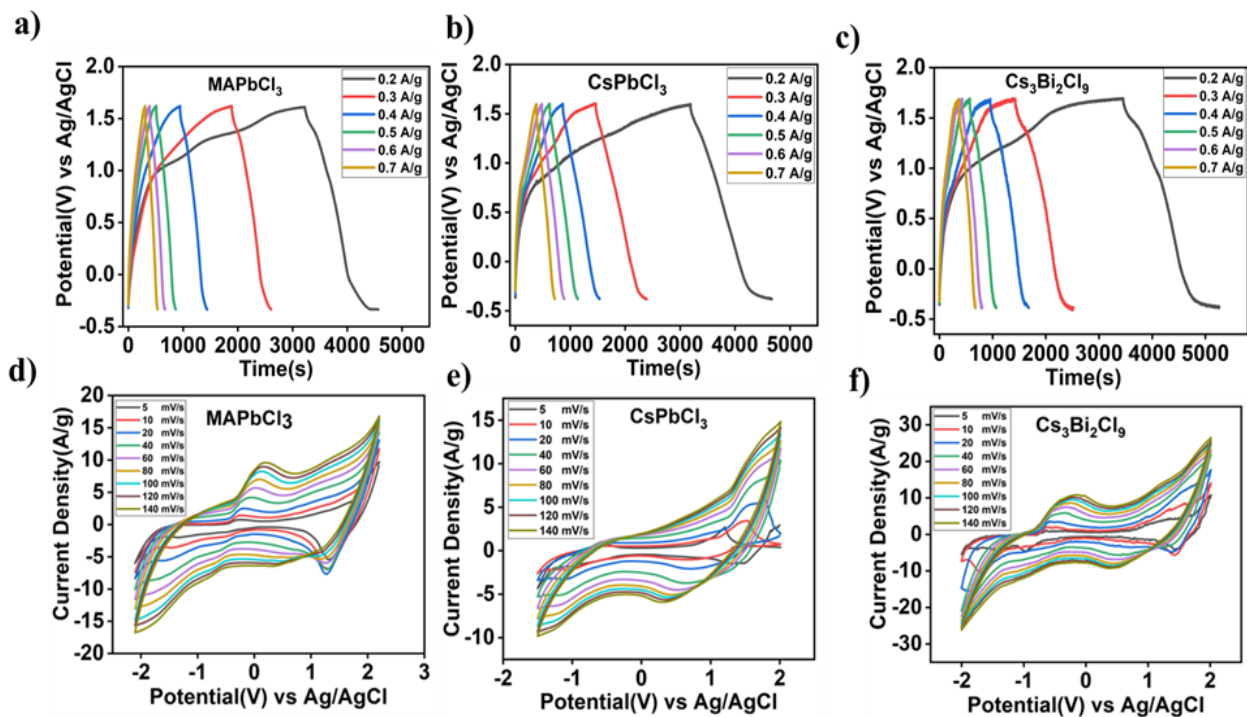 a)
MAPbCl3
0.2 A/g
0.3 A/g
0.4 A/g
0.5 A/g
0.6 A/g
0.7 A/g
Potential(V) vs Ag/AgCl
2.0
1.5
1.0
0.5
0.0
-0.5
0 1000 2000 3000 4000 5000
Time(s)
b)
CsPbCl3
0.2 A/g
0.3 A/g
0.4 A/g
0.5 A/g
0.6 A/g
0.7 A/g
Potential(V) vs Ag/AgCl
2.0
1.5
1.0
0.5
0.0
-0.5
0 1000 2000 3000 4000 5000
Time(s)
c)
Cs3Bi2Cl9
0.2 A/g
0.3 A/g
0.4 A/g
0.5 A/g
0.6 A/g
0.7 A/g
Potential(V) vs Ag/AgCl
2.0
1.5
1.0
0.5
0.0
-0.5
0 1000 2000 3000 4000 5000
Time(s)
d)
MAPbCl3
5 mV/s
10 mV/s
20 mV/s
40 mV/s
60 mV/s
80 mV/s
100 mV/s
120 mV/s
140 mV/s
Current Density(A/g)
20
15
10
5
0
-5
-10
-15
-20
-2 -1 0 1 2 3
Potential(V) vs Ag/AgCl
e)
CsPbCl3
5 mV/s
10 mV/s
20 mV/s
40 mV/s
60 mV/s
80 mV/s
100 mV/s
120 mV/s
140 mV/s
Current Density(A/g)
15
10
5
0
-5
-10
-2 -1 0 1 2
Potential(V) vs Ag/AgCl
f)
Cs3Bi2Cl9
5 mV/s
10 mV/s
20 mV/s
40 mV/s
60 mV/s
80 mV/s
100 mV/s
120 mV/s
140 mV/s
Current Density(A/g)
30
20
10
0
-10
-20
-30
-2 -1 0 1 2
Potential(V) vs Ag/AgCl